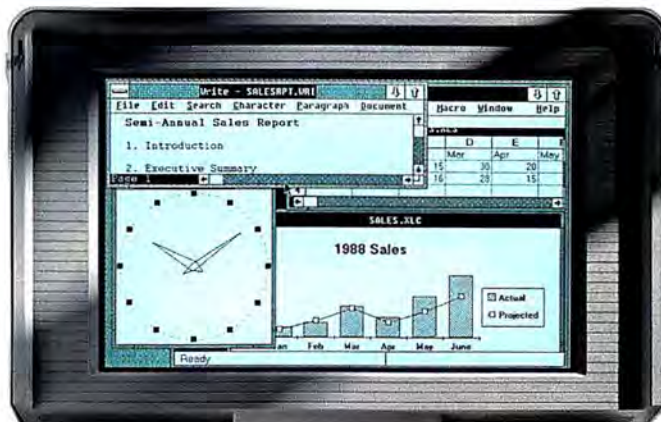 Write - SALESRPT.WRI
File Edit Search Character Paragraph Document
Semi-Annual Sales Report
1. Introduction
2. Executive Summary
Page 1
Macro Window Help
D E
Mar Apr May
15 30 20
16 28 15
SALES.XLC
1988 Sales
Actual
Projected
Feb Mar Apr May June
Ready